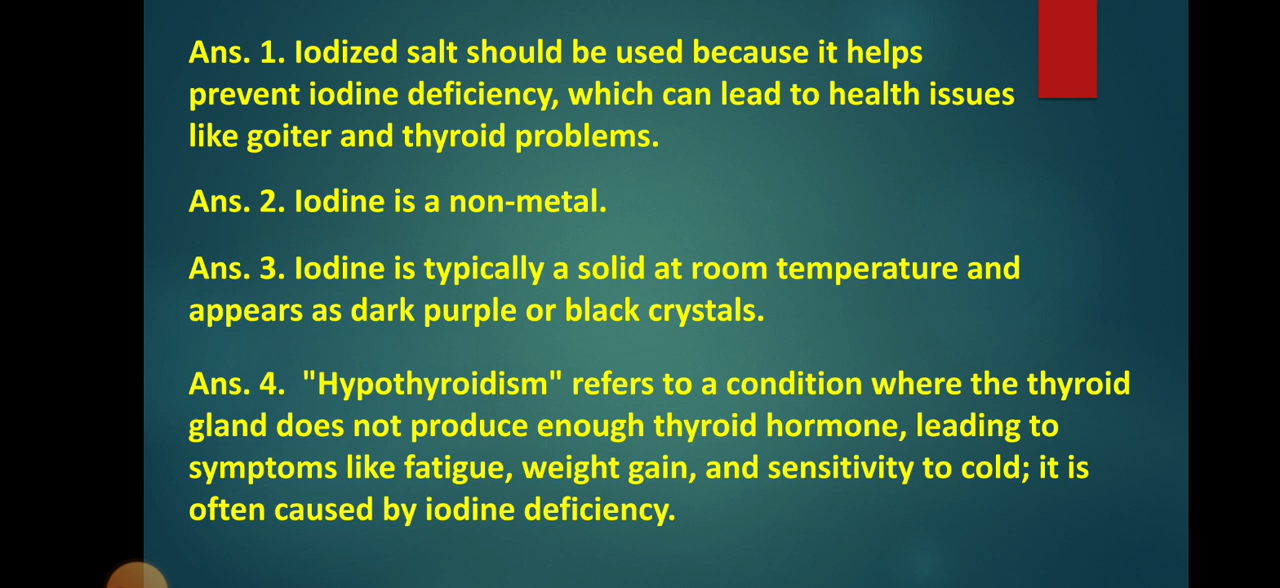 Ans. 1. Iodized salt should be used because it helps
prevent iodine deficiency, which can lead to health issues
like goiter and thyroid problems.
Ans. 2. Iodine is a non-metal.
Ans. 3. Iodine is typically a solid at room temperature and
appears as dark purple or black crystals.
Ans. 4.  "Hypothyroidism" refers to a condition where the thyroid
gland does not produce enough thyroid hormone, leading to
symptoms like fatigue, weight gain, and sensitivity to cold; it is
often caused by iodine deficiency.